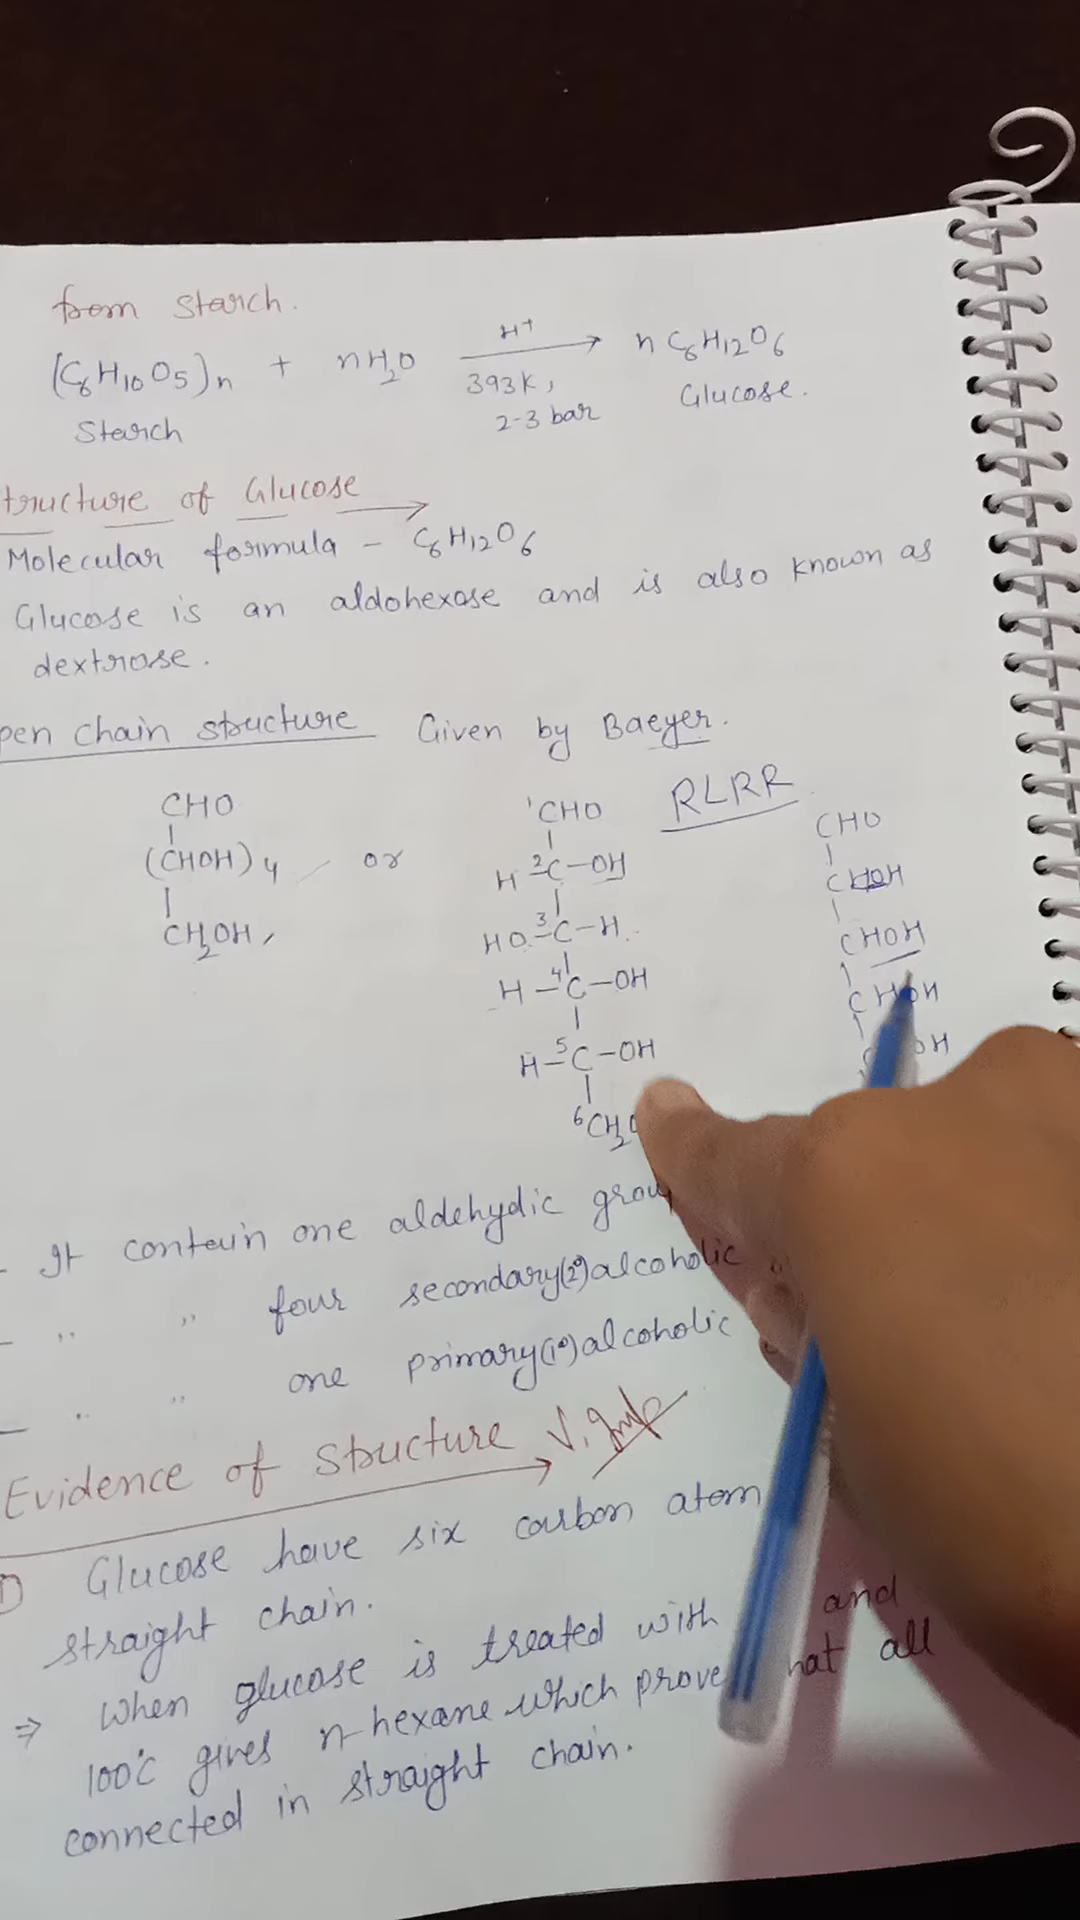 from starch.
(C6H10O5)n + nH2O H+ → n C6H12O6
393K,
2-3 bar
Starch Glucose.
tructure of Glucose →
Molecular formula - C6H12O6
Glucose is an aldohexose and is also known as
dextrose.
pen chain structure Given by Baeyer.
CHO
(CHOH)4
CH2OH,
or
RLRR
1CHO
H 2C-OH
HO-3C-H
H-4C-OH
H-5C-OH
6CH2
CHO
CHOH
CHOH
CHOH
OH
- It contain one aldehydic grou
- " " four secondary(2°)alcoholic "
- " " one primary(1°)alcoholic
Evidence of structure → V. Imp
Glucose have six carbon atom
straight chain.
⇒ When glucose is treated with and
100°C gives n-hexane which prove hat all
connected in straight chain.